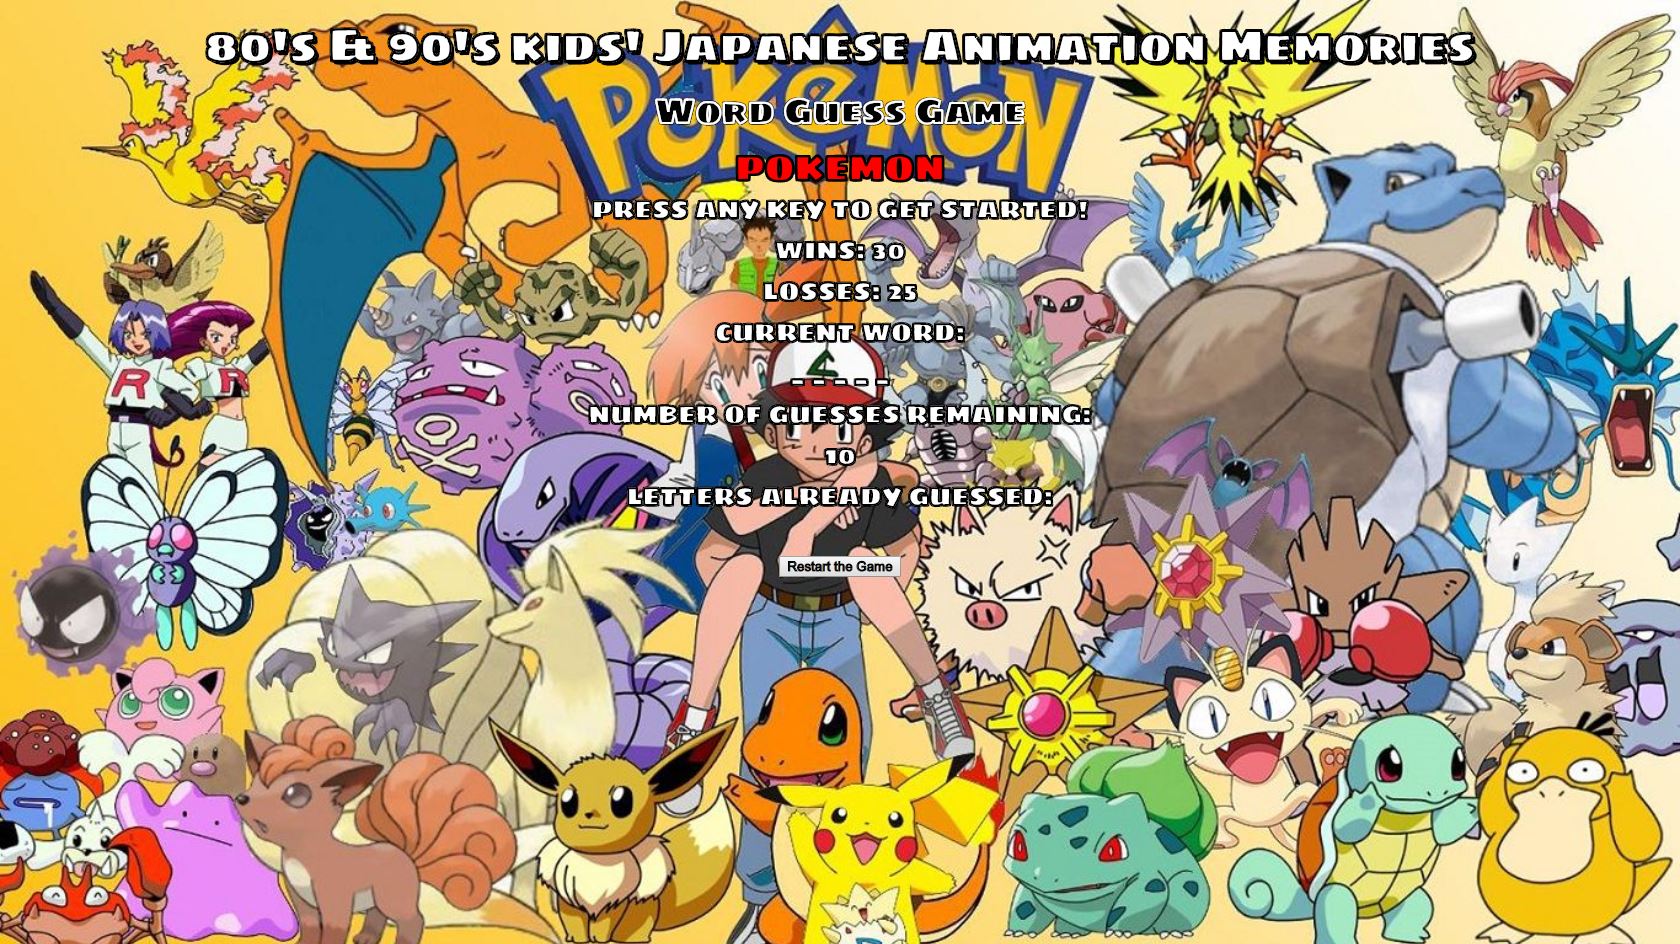 80's & 90's kids' Japanese Animation Memories
POKéMON
Word Guess Game
POKEMON
PRESS ANY KEY TO GET STARTED!
WINS: 30
LOSSES: 25
CURRENT WORD:
_ _ _ _ _
NUMBER OF GUESSES REMAINING:
10
LETTERS ALREADY GUESSED:
Restart the Game
R
R